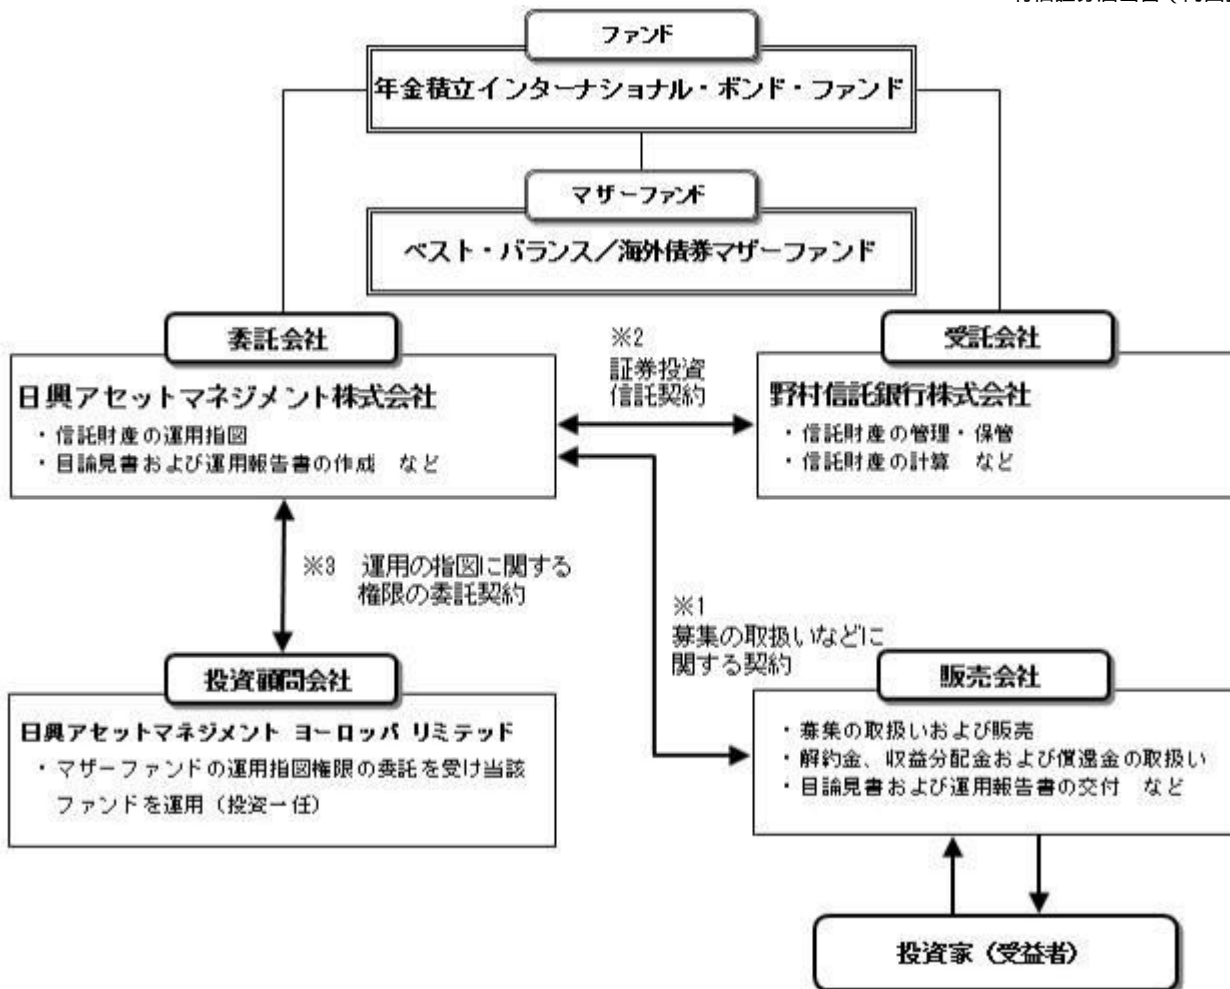 ファンド
年金積立インターナショナル・ボンド・ファンド
マザーファンド
ベスト・バランス／海外債券マザーファンド
委託会社
日興アセットマネジメント株式会社
・信託財産の運用指図
・目論見書および運用報告書の作成　など
※2
証券投資
信託契約
受託会社
野村信託銀行株式会社
・信託財産の管理・保管
・信託財産の計算　など
※3　運用の指図に関する
権限の委託契約
※1
募集の取扱いなどに
関する契約
投資顧問会社
日興アセットマネジメント ヨーロッパ リミテッド
・マザーファンドの運用指図権限の委託を受け当該
ファンドを運用（投資一任）
販売会社
・募集の取扱いおよび販売
・解約金、収益分配金および償還金の取扱い
・目論見書および運用報告書の交付　など
投資家（受益者）